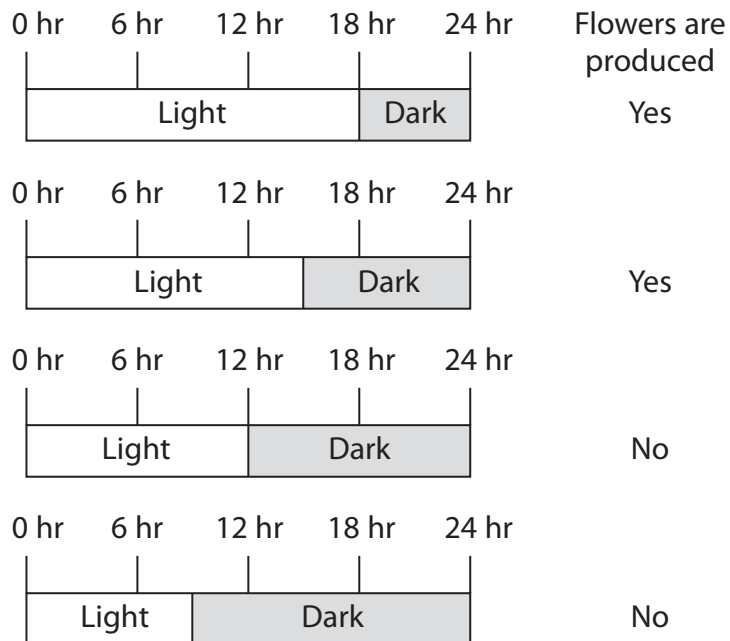 0 hr 6 hr 12 hr 18 hr 24 hr Flowers are
produced
Light Dark Yes
0 hr 6 hr 12 hr 18 hr 24 hr
Light Dark Yes
0 hr 6 hr 12 hr 18 hr 24 hr
Light Dark No
0 hr 6 hr 12 hr 18 hr 24 hr
Light Dark No